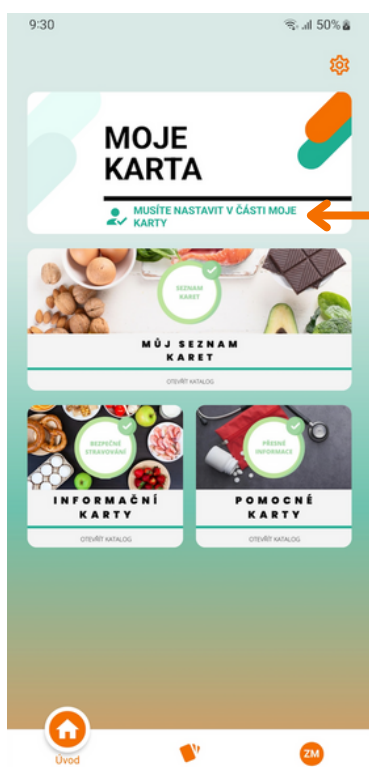 9:30
50%
MOJE
KARTA
MUSÍTE NASTAVIT V ČÁSTI MOJE
KARTY
SEZNAM
KARET
MŮJ SEZNAM
KARET
OTEVŘÍT KATALOG
BEZPEČNÉ
STRAVOVÁNÍ
INFORMAČNÍ
KARTY
OTEVŘÍT KATALOG
PŘESNÉ
INFORMACE
POMOCNÉ
KARTY
OTEVŘÍT KATALOG
Úvod
ZM